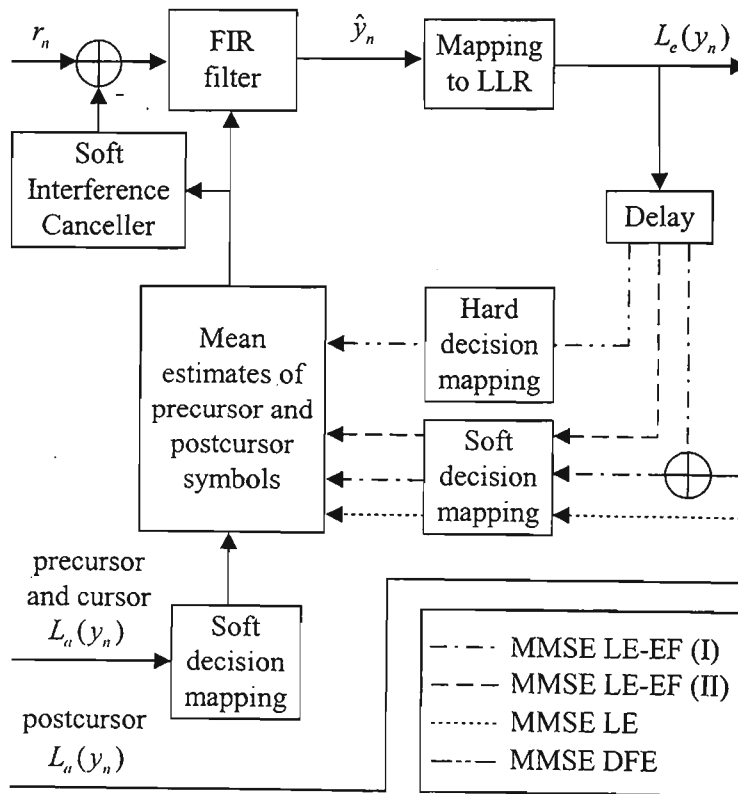 r_n
FIR
filter
ŷ_n
Mapping
to LLR
L_e(y_n)
−
Soft
Interference
Canceller
Delay
Mean
estimates of
precursor and
postcursor
symbols
Hard
decision
mapping
Soft
decision
mapping
precursor
and cursor
L_a(y_n)
Soft
decision
mapping
postcursor
L_a(y_n)
MMSE LE-EF (I)
MMSE LE-EF (II)
MMSE LE
MMSE DFE